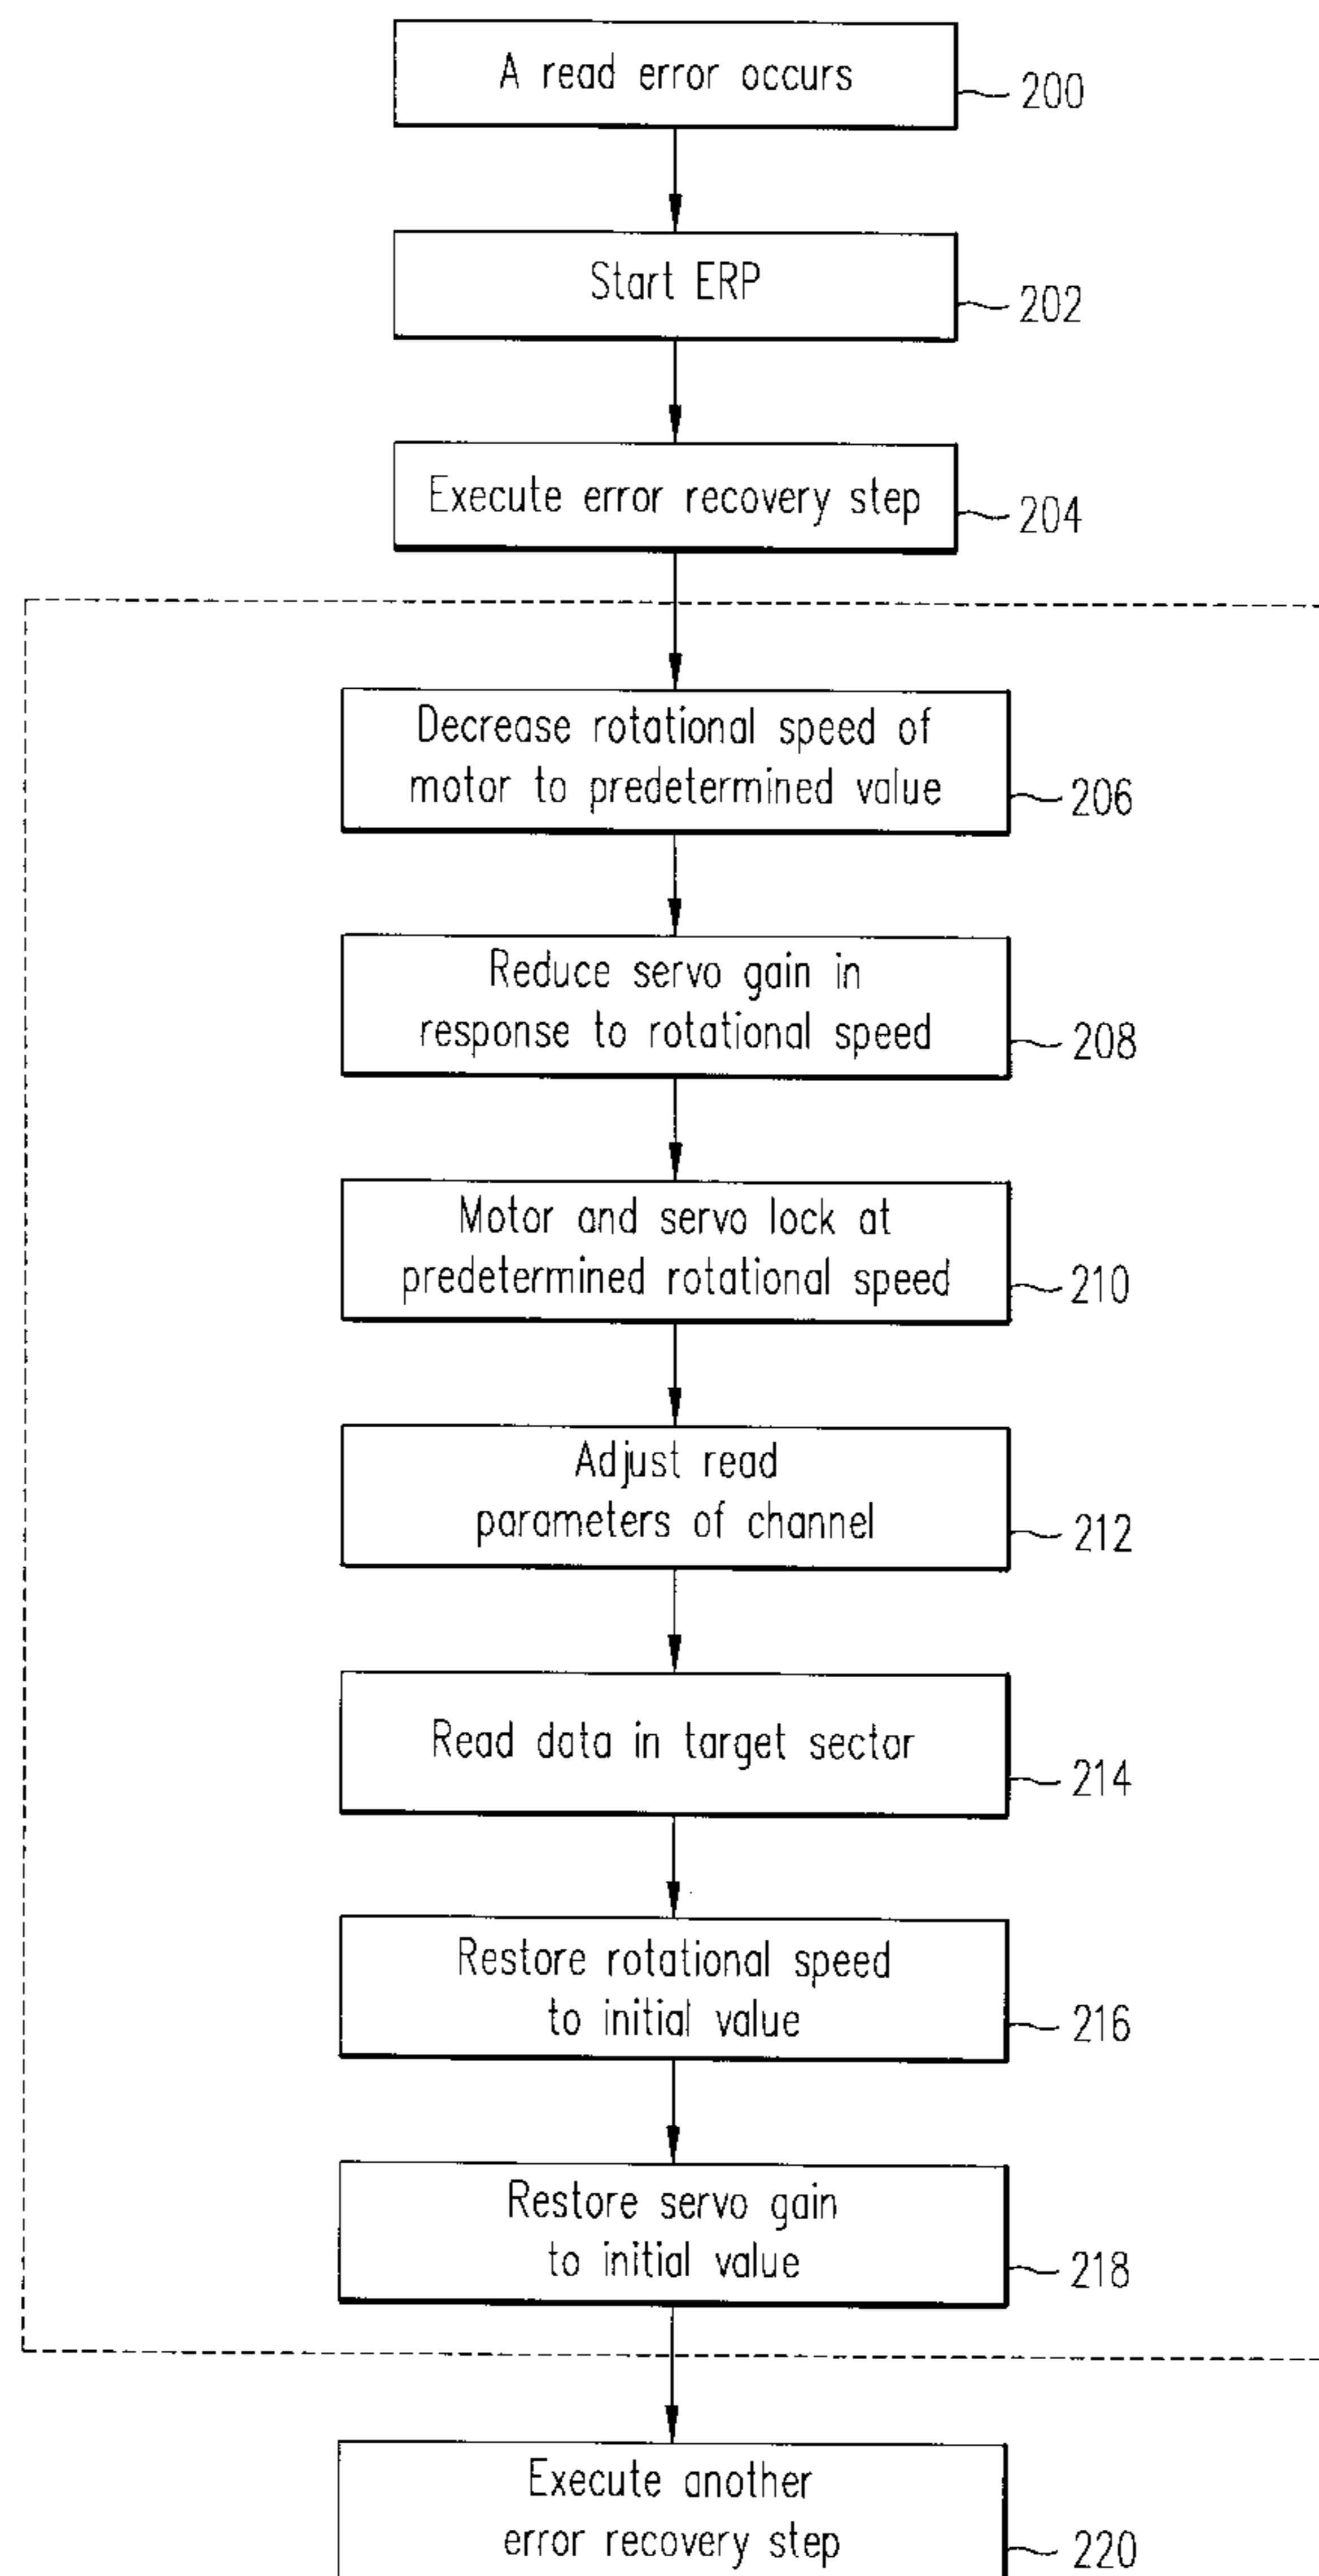 A read error occurs
200
Start ERP
202
Execute error recovery step
204
Decrease rotational speed of
motor to predetermined value
206
Reduce servo gain in
response to rotational speed
208
Motor and servo lock at
predetermined rotational speed
210
Adjust read
parameters of channel
212
Read data in target sector
214
Restore rotational speed
to initial value
216
Restore servo gain
to initial value
218
Execute another
error recovery step
220